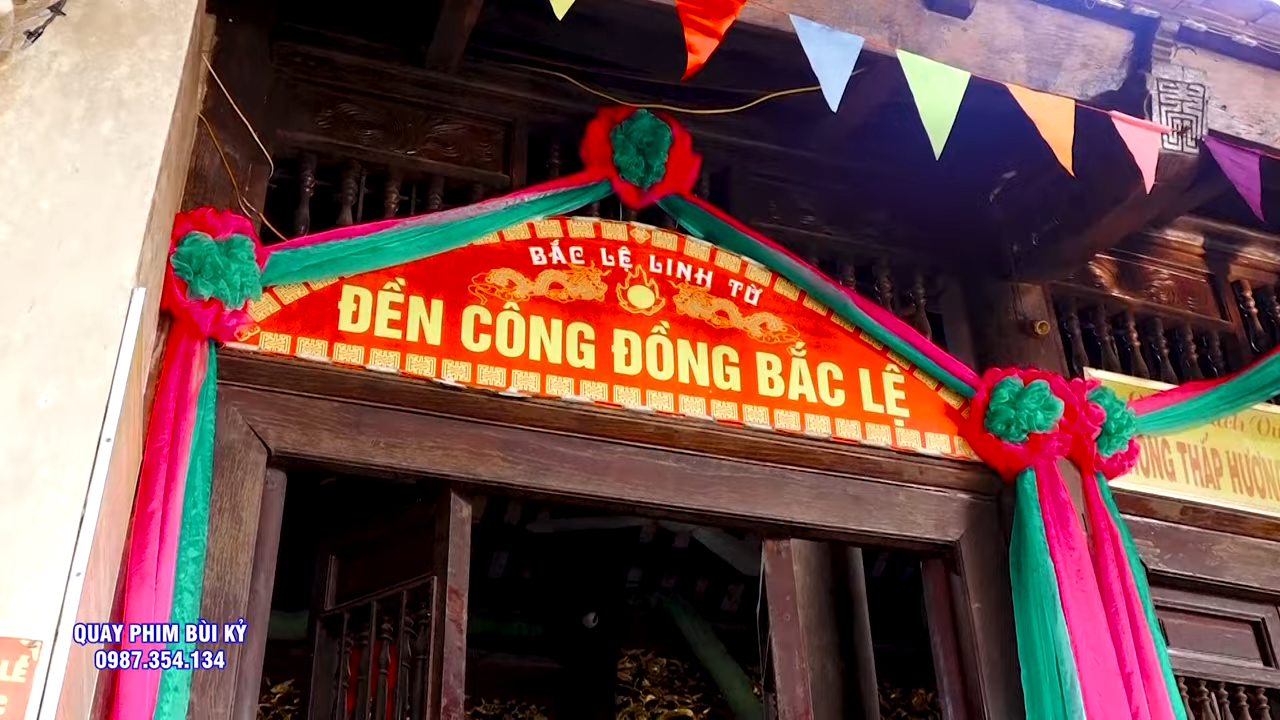 BẮC LỆ LINH TỪ
ĐỀN CÔNG ĐỒNG BẮC LỆ
THẮP HƯƠNG
QUAY PHIM BÙI KỶ
0987.354.134